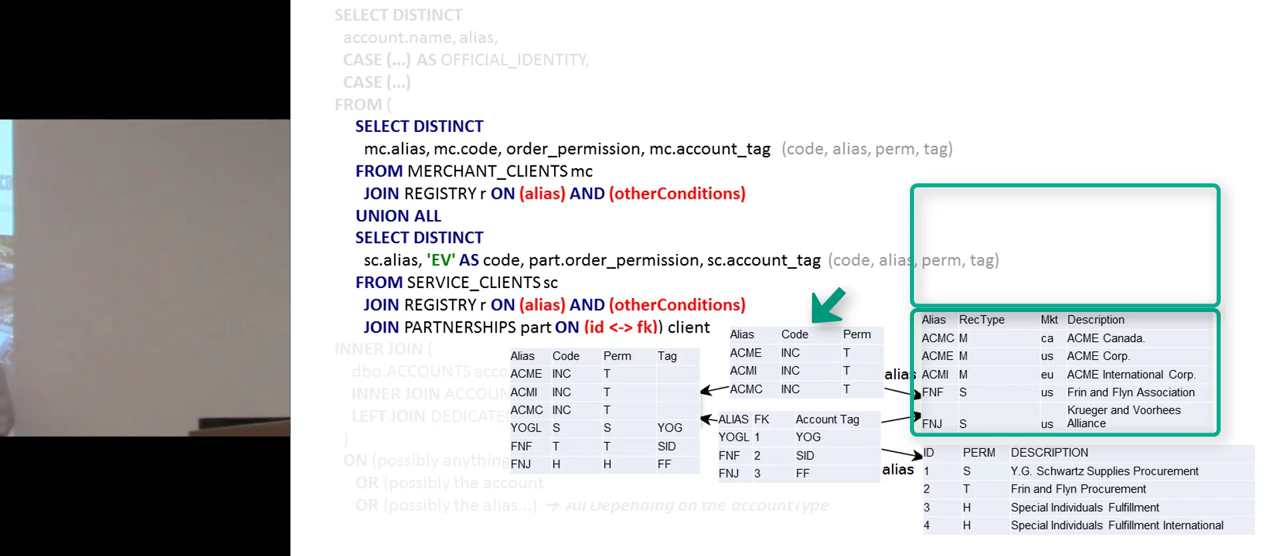 SELECT DISTINCT
account.name, alias,
CASE (...) AS OFFICIAL_IDENTITY,
CASE (...)
FROM (
SELECT DISTINCT
mc.alias, mc.code, order_permission, mc.account_tag (code, alias, perm, tag)
FROM MERCHANT_CLIENTS mc
JOIN REGISTRY r ON (alias) AND (otherConditions)
UNION ALL
SELECT DISTINCT
sc.alias, 'EV' AS code, part.order_permission, sc.account_tag (code, alias, perm, tag)
FROM SERVICE_CLIENTS sc
JOIN REGISTRY r ON (alias) AND (otherConditions)
JOIN PARTNERSHIPS part ON (id <-> fk)) client
INNER JOIN (
dbo.ACCOUNTS
INNER JOIN
LEFT JOIN
)
ON (possibly
OR (possibly the account
OR (possibly the alias...) → All Depending on the accountType
Alias Code Perm Tag
ACME INC T
ACMI INC T
ACMC INC T
YOGL S S YOG
FNF T T SID
FNJ H H FF
Alias Code Perm
ACME INC T
ACMI INC T
ACMC INC T
alias
ALIAS FK Account Tag
YOGL 1 YOG
FNF 2 SID
FNJ 3 FF
alias
Alias RecType Mkt Description
ACMC M ca ACME Canada.
ACME M us ACME Corp.
ACMI M eu ACME International Corp.
FNF S us Frin and Flyn Association
FNJ S us Krueger and Voorhees
Alliance
ID PERM DESCRIPTION
1 S Y.G. Schwartz Supplies Procurement
2 T Frin and Flyn Procurement
3 H Special Individuals Fulfillment
4 H Special Individuals Fulfillment International